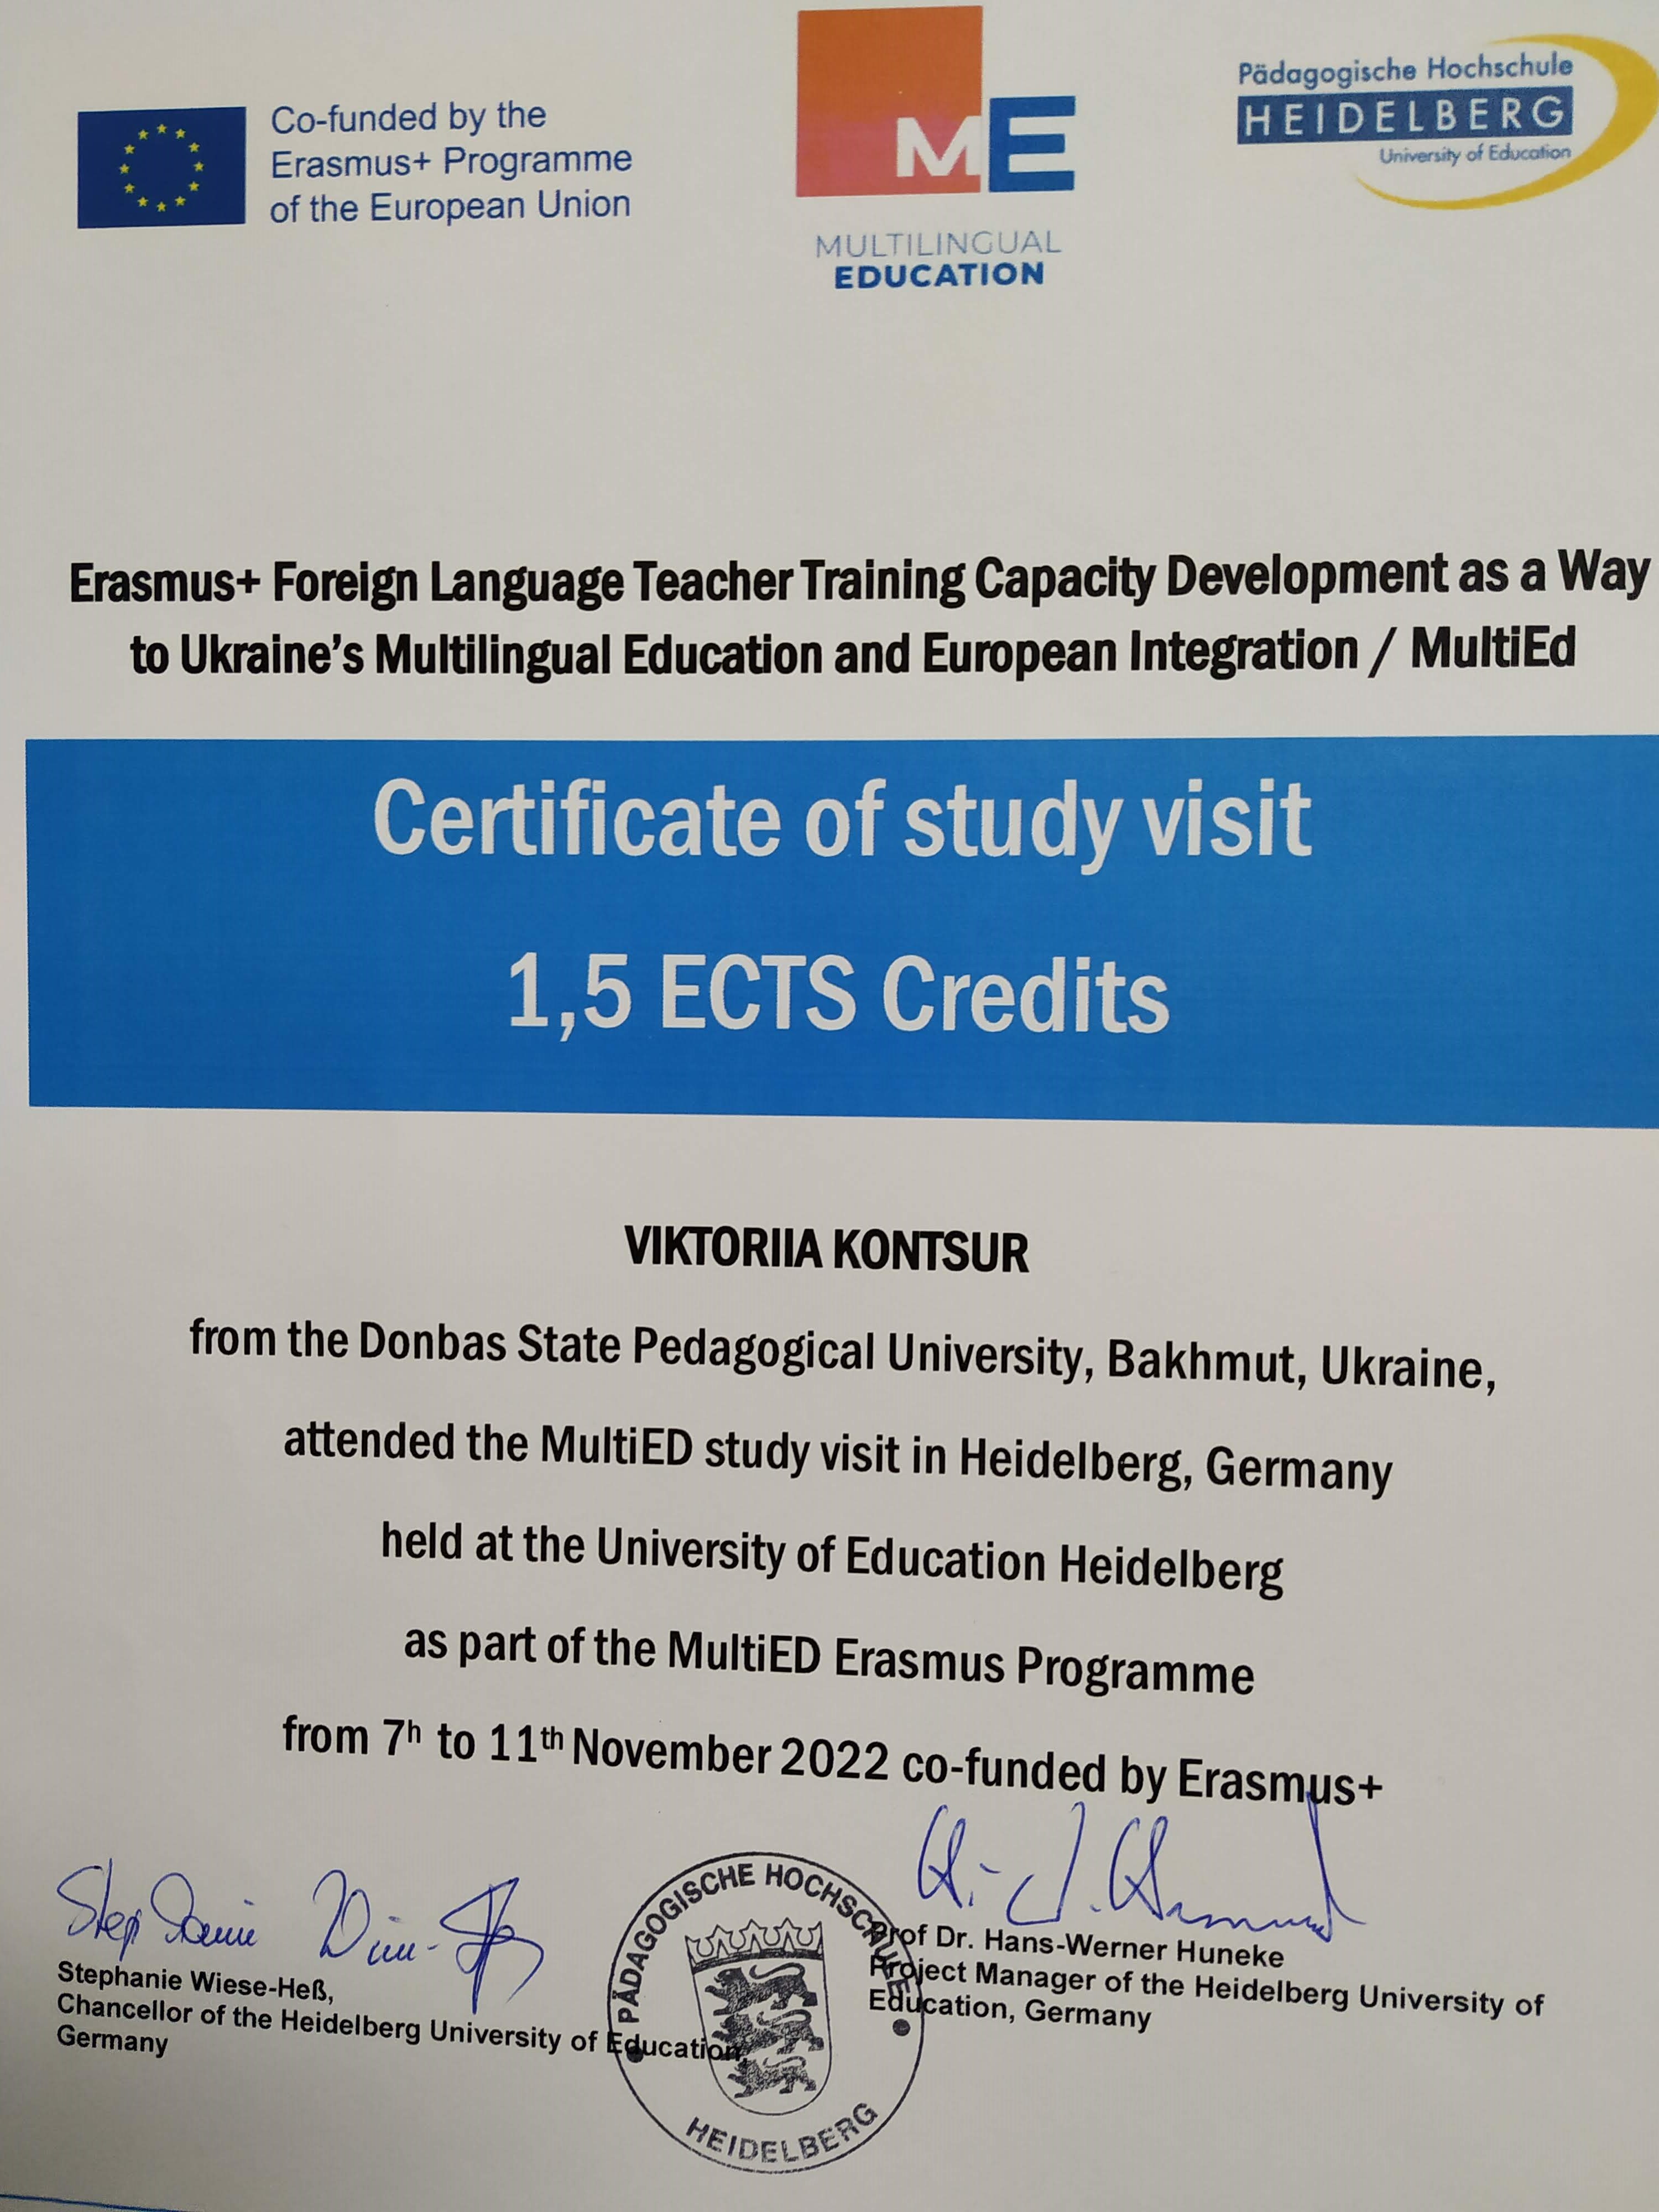 Co-funded by the
Erasmus+ Programme
of the European Union
ME
MULTILINGUAL
EDUCATION
Pädagogische Hochschule
HEIDELBERG
University of Education
Erasmus+ Foreign Language Teacher Training Capacity Development as a Way
to Ukraine's Multilingual Education and European Integration / MultiEd
Certificate of study visit
1,5 ECTS Credits
VIKTORIIA KONTSUR
from the Donbas State Pedagogical University, Bakhmut, Ukraine,
attended the MultiED study visit in Heidelberg, Germany
held at the University of Education Heidelberg
as part of the MultiED Erasmus Programme
from 7h to 11th November 2022 co-funded by Erasmus+
Stephanie Wiese-Heß,
Chancellor of the Heidelberg University of Education,
Germany
PÄDAGOGISCHE HOCHSCHULE
HEIDELBERG
Prof Dr. Hans-Werner Huneke
Project Manager of the Heidelberg University of
Education, Germany